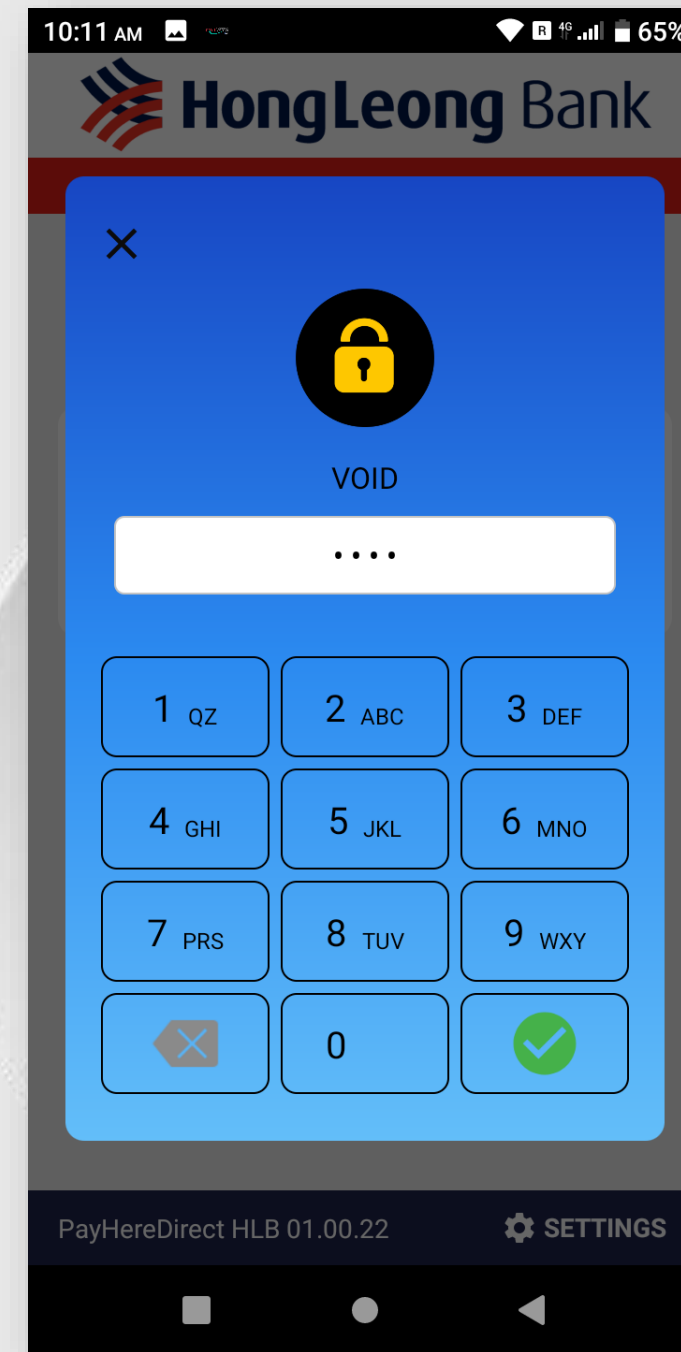 10:11 AM R 4G 65%
HongLeong Bank
VOID
1 QZ 2 ABC 3 DEF
4 GHI 5 JKL 6 MNO
7 PRS 8 TUV 9 WXY
0
PayHereDirect HLB 01.00.22 SETTINGS